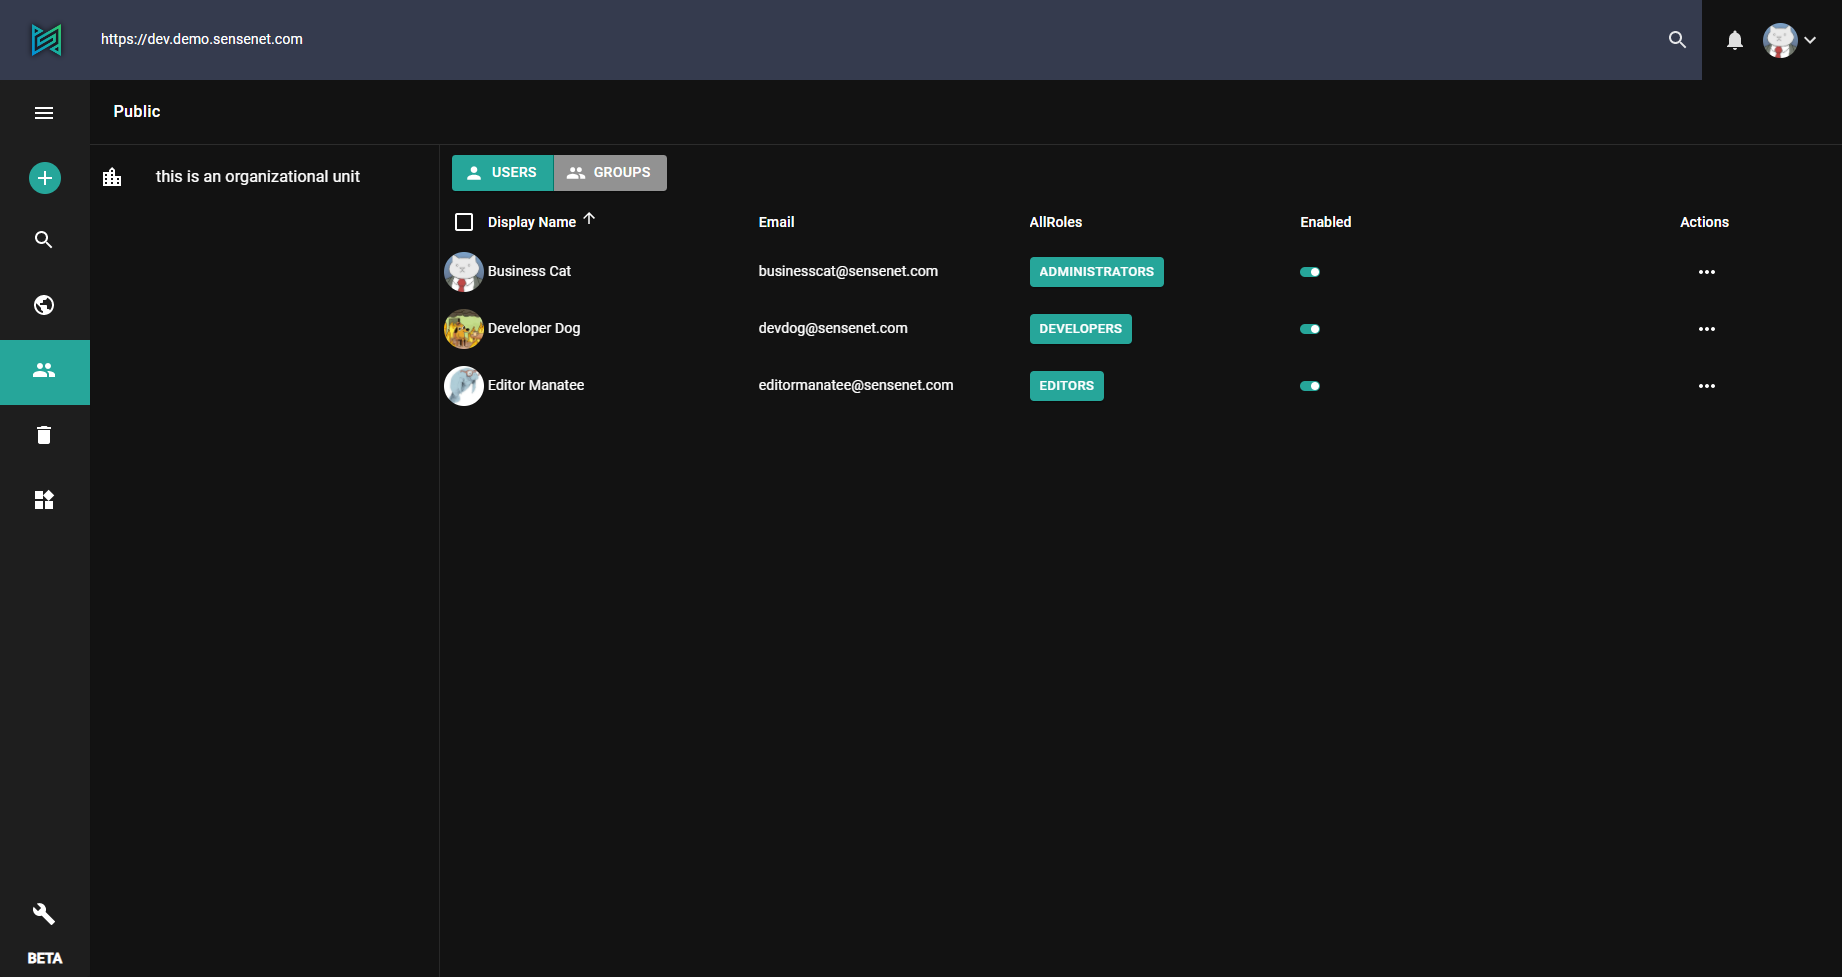 https://dev.demo.sensenet.com
Public
this is an organizational unit
USERS GROUPS
Display Name Email AllRoles Enabled Actions
Business Cat businesscat@sensenet.com ADMINISTRATORS
Developer Dog devdog@sensenet.com DEVELOPERS
Editor Manatee editormanatee@sensenet.com EDITORS
BETA